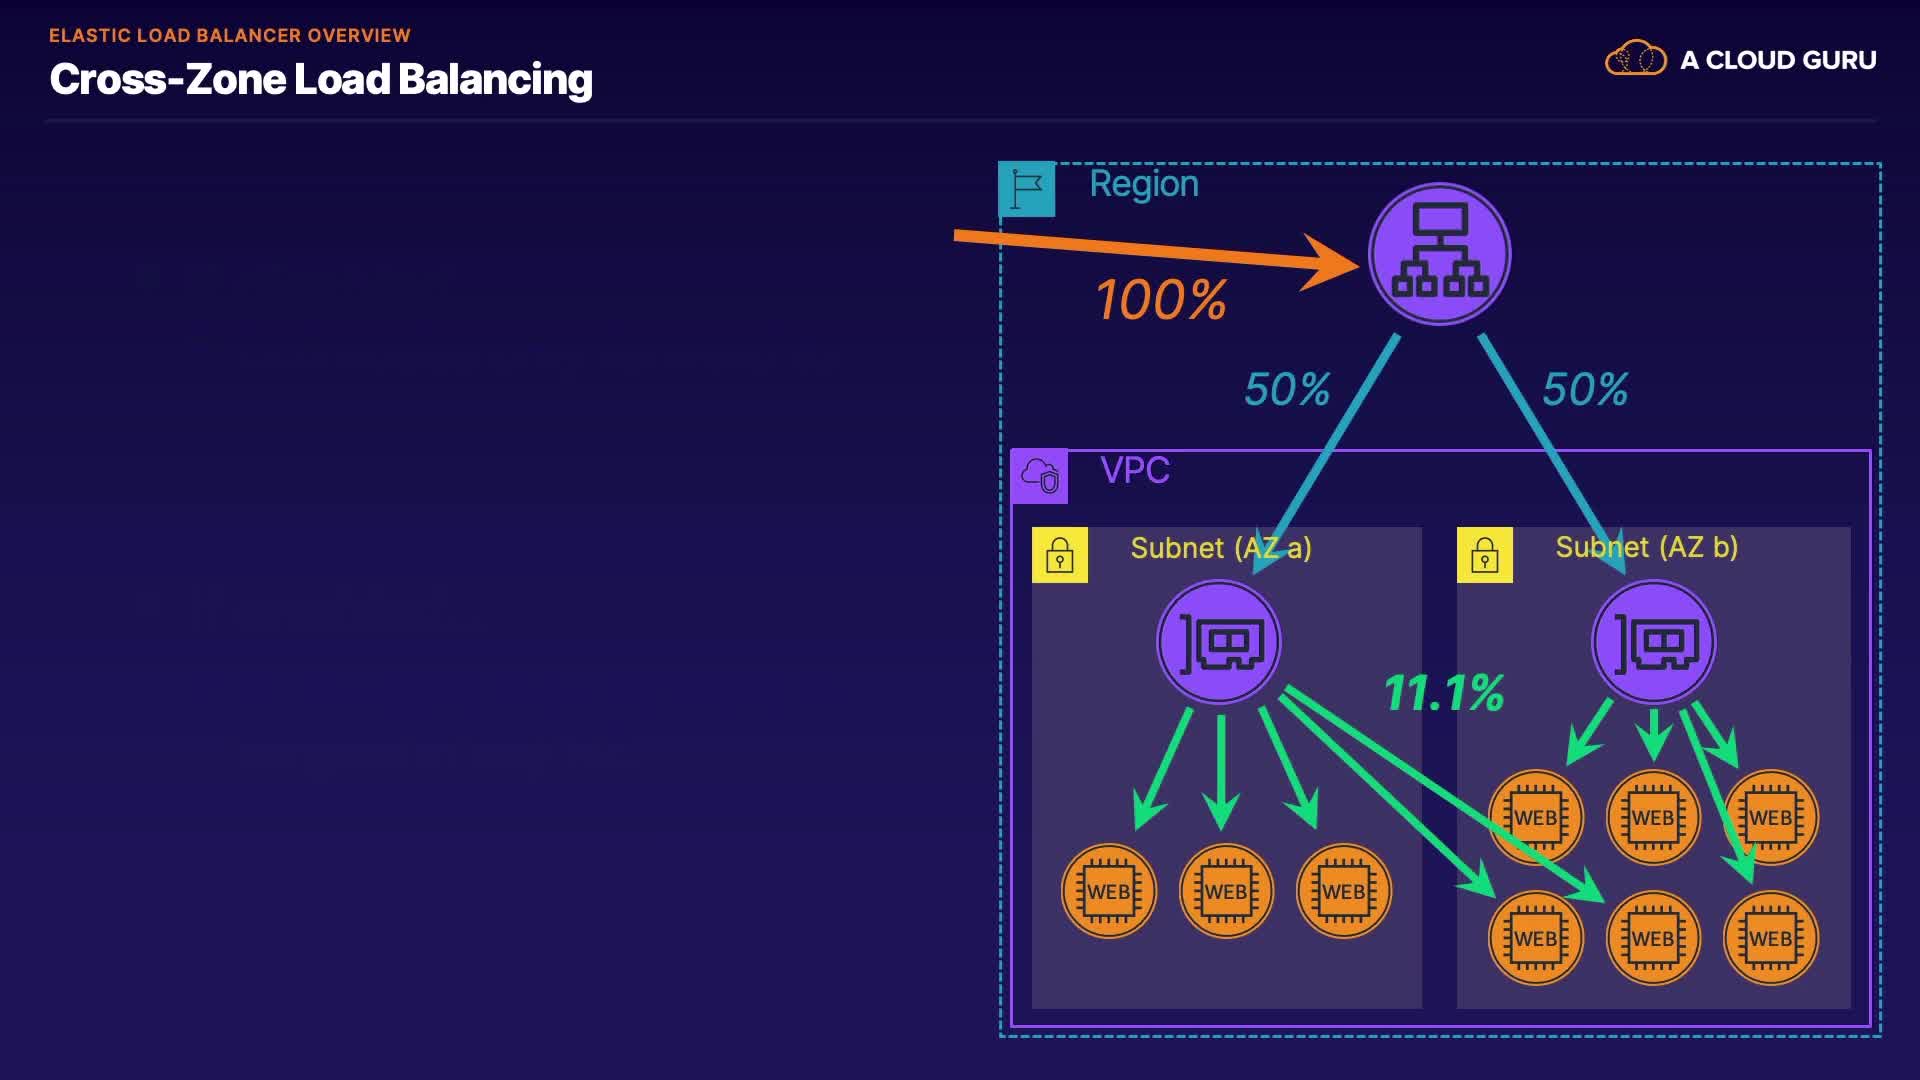 ELASTIC LOAD BALANCER OVERVIEW
Cross-Zone Load Balancing
A CLOUD GURU
Region
100%
50%
50%
VPC
Subnet (AZ a)
Subnet (AZ b)
11.1%
WEB WEB WEB
WEB WEB WEB
WEB WEB WEB